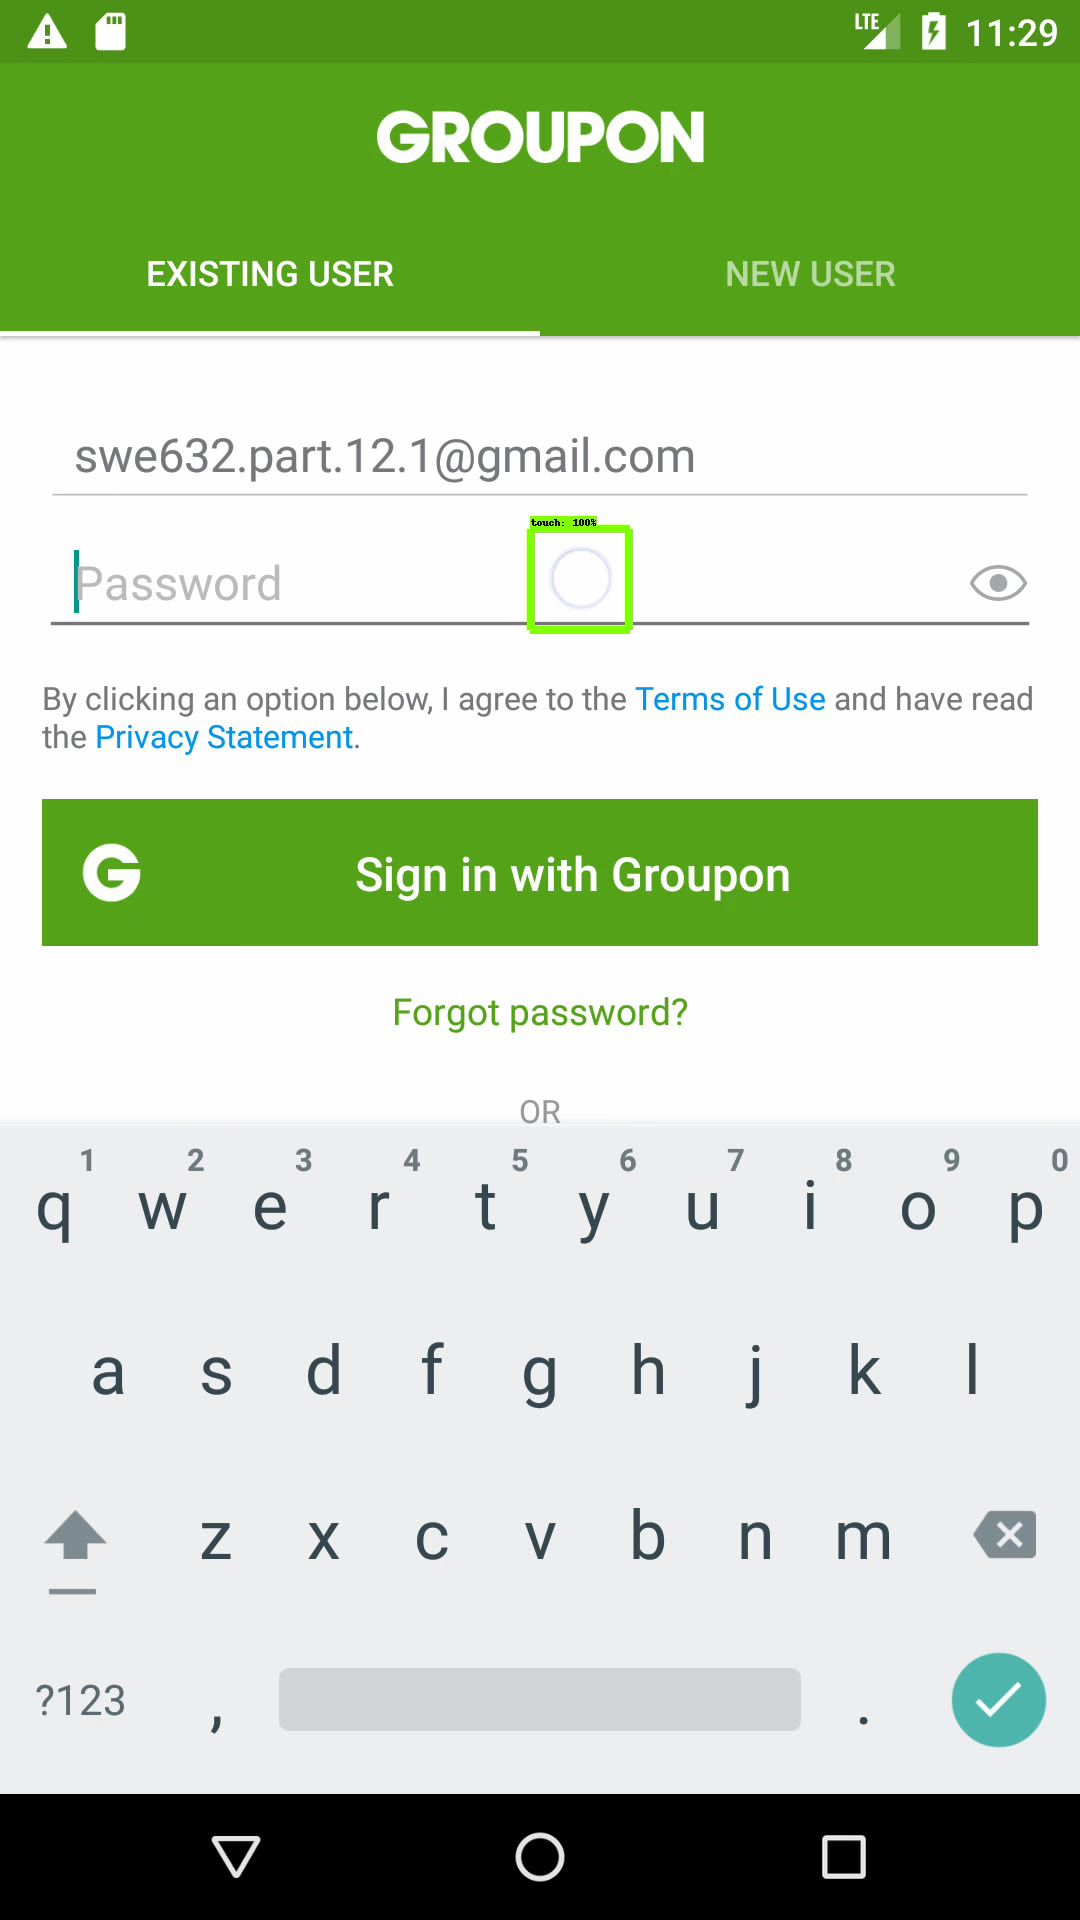 LTE 11:29
GROUPON
EXISTING USER NEW USER
swe632.part.12.1@gmail.com
touch: 100%
Password
By clicking an option below, I agree to the Terms of Use and have read
the Privacy Statement.
G Sign in with Groupon
Forgot password?
OR
1 2 3 4 5 6 7 8 9 0
q w e r t y u i o p
a s d f g h j k l
z x c v b n m
?123 , .